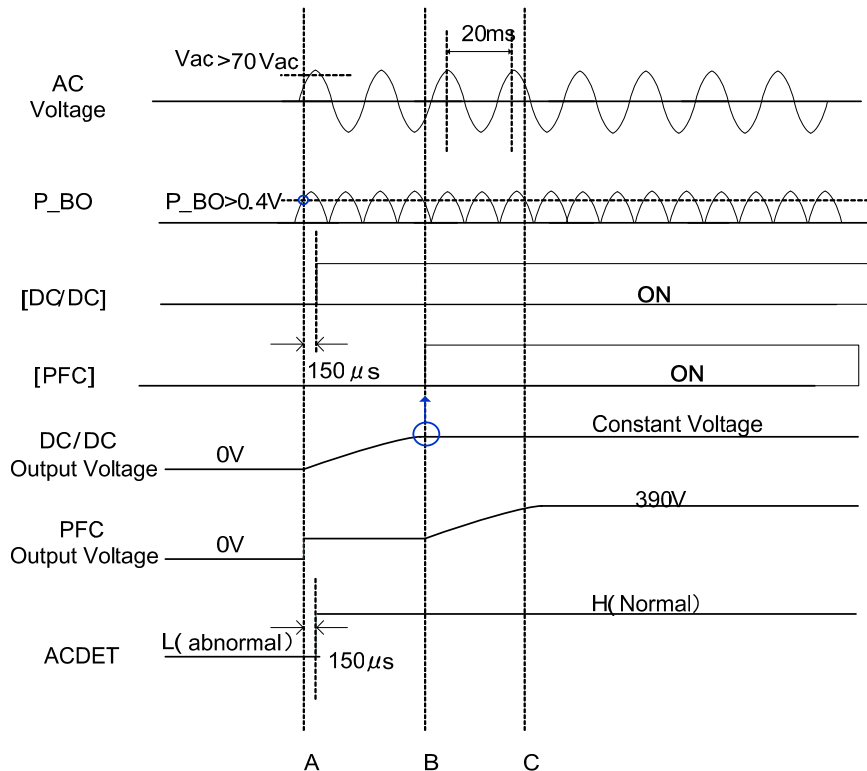 20ms
Vac>70Vac
AC
Voltage
P_BO
P_BO>0.4V
[DC/DC]
ON
150μs
[PFC]
ON
DC/DC
Output Voltage
0V
Constant Voltage
390V
PFC
Output Voltage
0V
H(Normal)
L(abnormal)
ACDET
150μs
A
B
C